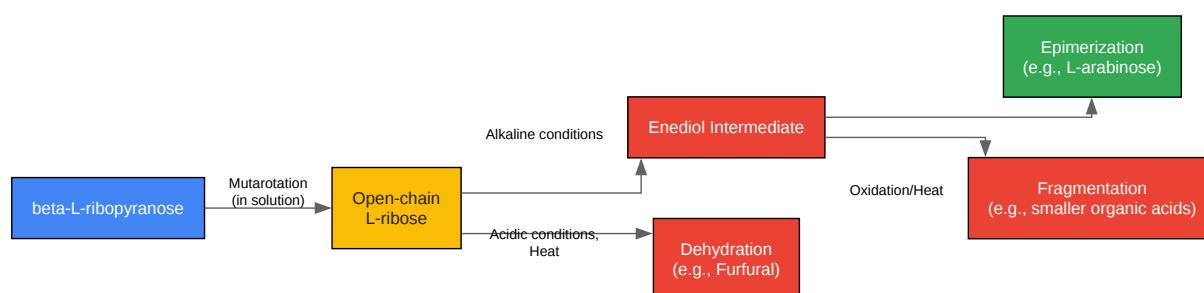 beta-L-ribopyranose
Mutarotation
(in solution)
Open-chain
L-ribose
Alkaline conditions
Acidic conditions,
Heat
Enediol Intermediate
Dehydration
(e.g., Furfural)
Oxidation/Heat
Epimerization
(e.g., L-arabinose)
Fragmentation
(e.g., smaller organic acids)